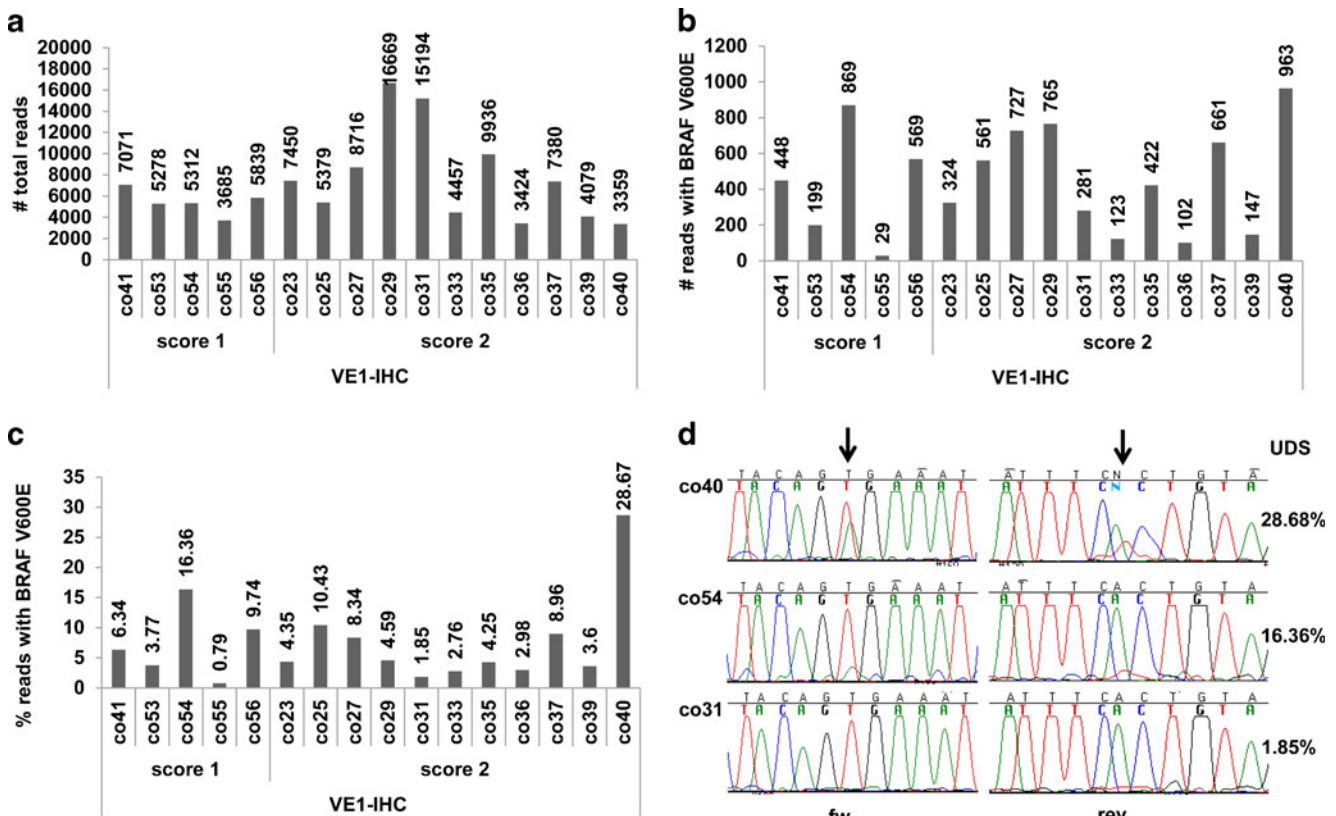 a
# total reads
20000
18000
16000
14000
12000
10000
8000
6000
4000
2000
0
7071
5278
5312
3685
5839
7450
5379
8716
16669
15194
4457
9936
3424
7380
4079
3359
co41
co53
co54
co55
co56
co23
co25
co27
co29
co31
co33
co35
co36
co37
co39
co40
score 1
score 2
VE1-IHC
b
# reads with BRAF V600E
1200
1000
800
600
400
200
0
448
199
869
29
569
324
561
727
765
281
123
422
102
661
147
963
co41
co53
co54
co55
co56
co23
co25
co27
co29
co31
co33
co35
co36
co37
co39
co40
score 1
score 2
VE1-IHC
c
% reads with BRAF V600E
35
30
25
20
15
10
5
0
6.34
3.77
16.36
0.79
9.74
4.35
10.43
8.34
4.59
1.85
2.76
4.25
2.98
8.96
3.6
28.67
co41
co53
co54
co55
co56
co23
co25
co27
co29
co31
co33
co35
co36
co37
co39
co40
score 1
score 2
VE1-IHC
d
UDS
T A C A G T G A A A T
A T T T C N C T G T A
co40
T A C A G T G A A A T
A T T T C N C T G T A
28.68%
T A C A G T G A A A T
A T T T C A C T G T A
co54
T A C A G T G A A A T
A T T T C A C T G T A
16.36%
T A C A G T G A A A T
A T T T C A C T G T A
co31
T A C A G T G A A A T
A T T T C A C T G T A
1.85%